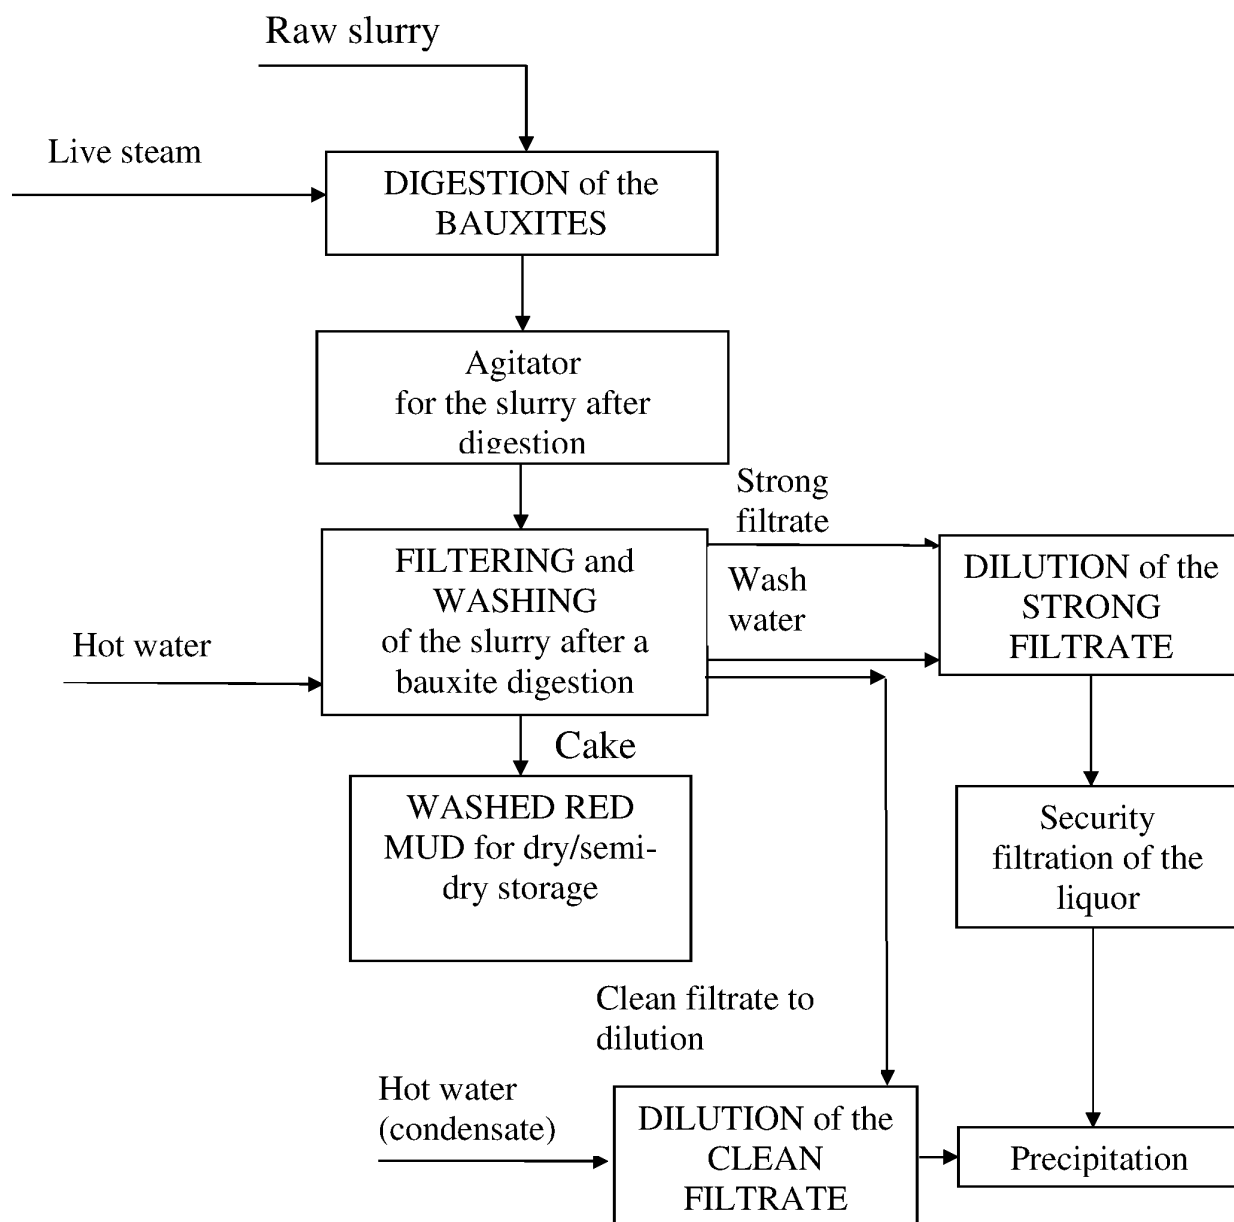 Raw slurry
Live steam
DIGESTION of the
BAUXITES
Agitator
for the slurry after
digestion
Strong
filtrate
FILTERING and
WASHING
of the slurry after a
bauxite digestion
Wash
water
DILUTION of the
STRONG
FILTRATE
Hot water
Cake
WASHED RED
MUD for dry/semi-
dry storage
Security
filtration of the
liquor
Clean filtrate to
dilution
Hot water
(condensate)
DILUTION of the
CLEAN
FILTRATE
Precipitation